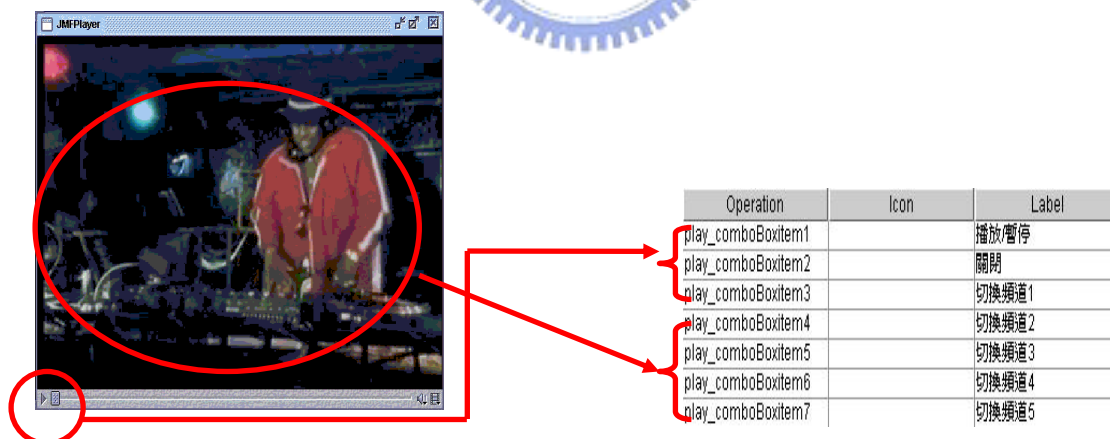 JMFPlayer
Operation Icon Label
play_comboBoxitem1 播放/暫停
play_comboBoxitem2 關閉
play_comboBoxitem3 切換頻道1
play_comboBoxitem4 切換頻道2
play_comboBoxitem5 切換頻道3
play_comboBoxitem6 切換頻道4
play_comboBoxitem7 切換頻道5